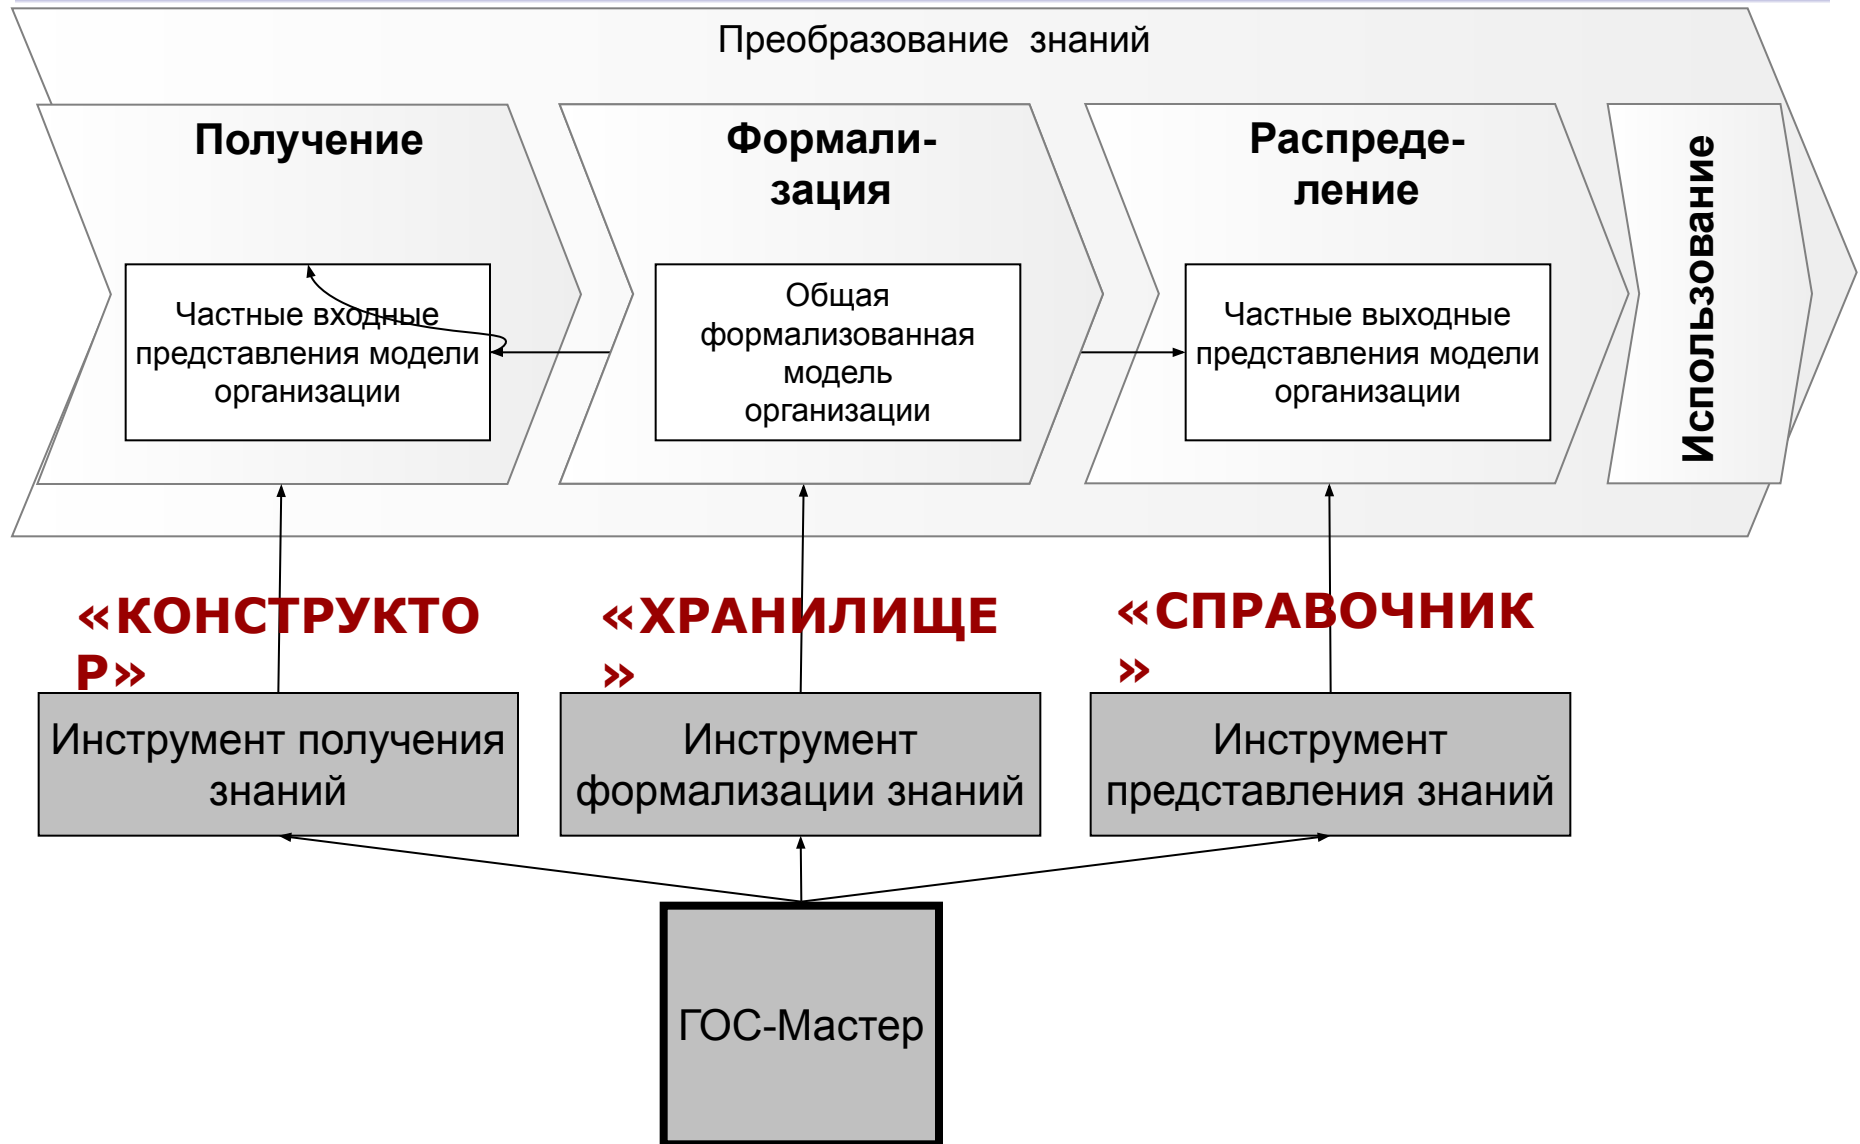 Преобразование знаний
Получение
Формали-
зация
Распреде-
ление
Использование
Частные входные
представления модели
организации
Общая
формализованная
модель
организации
Частные выходные
представления модели
организации
«КОНСТРУКТО
Р»
«ХРАНИЛИЩЕ
»
«СПРАВОЧНИК
»
Инструмент получения
знаний
Инструмент
формализации знаний
Инструмент
представления знаний
ГОС-Мастер